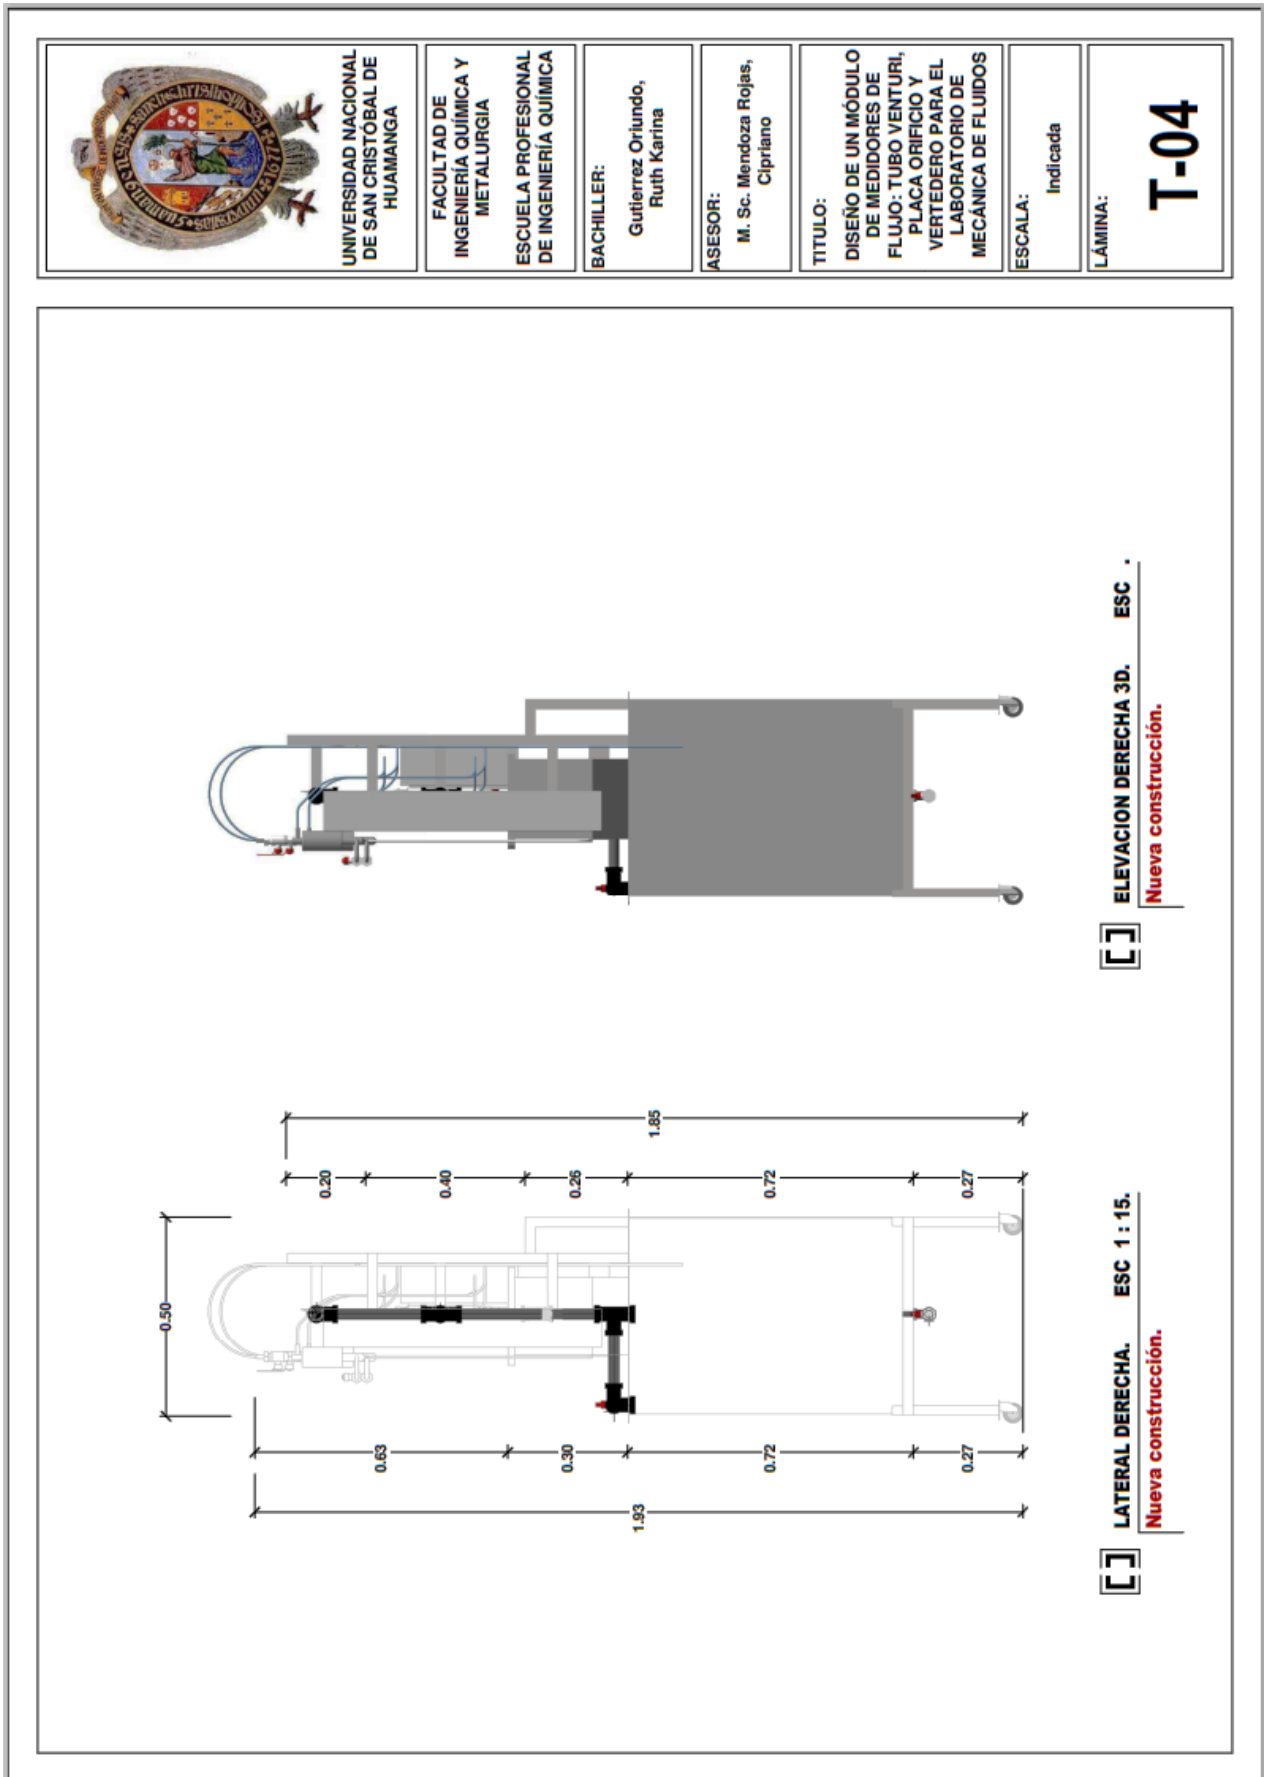 UNIVERSIDAD NACIONAL
DE SAN CRISTÓBAL DE
HUAMANGA
FACULTAD DE
INGENIERÍA QUÍMICA Y
METALURGIA
ESCUELA PROFESIONAL
DE INGENIERÍA QUÍMICA
BACHILLER:
Gutierrez Oriundo,
Ruth Karina
ASESOR:
M. Sc. Mendoza Rojas,
Cipriano
TITULO:
DISEÑO DE UN MÓDULO
DE MEDIDORES DE
FLUJO: TUBO VENTURI,
PLACA ORIFICIO Y
VERTEDERO PARA EL
LABORATORIO DE
MECÁNICA DE FLUIDOS
ESCALA:
Indicada
LÁMINA:
T-04
0.50
0.20
0.40
0.26
0.72
0.27
1.85
0.63
0.30
0.72
0.27
1.93
LATERAL DERECHA. ESC 1 : 15.
Nueva construcción.
ELEVACION DERECHA 3D. ESC .
Nueva construcción.